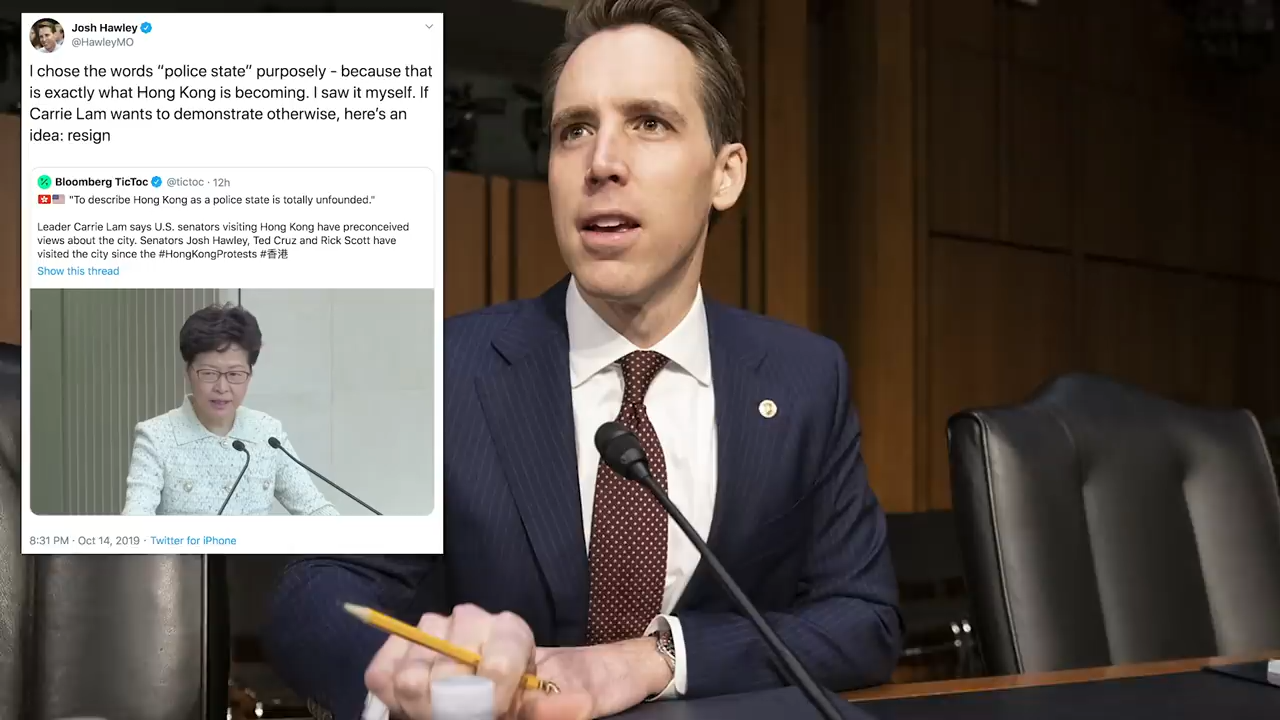 Josh Hawley
@HawleyMO
I chose the words “police state” purposely - because that
is exactly what Hong Kong is becoming. I saw it myself. If
Carrie Lam wants to demonstrate otherwise, here’s an
idea: resign
Bloomberg TicToc @tictoc · 12h
"To describe Hong Kong as a police state is totally unfounded."
Leader Carrie Lam says U.S. senators visiting Hong Kong have preconceived
views about the city. Senators Josh Hawley, Ted Cruz and Rick Scott have
visited the city since the #HongKongProtests #香港
Show this thread
8:31 PM · Oct 14, 2019 · Twitter for iPhone